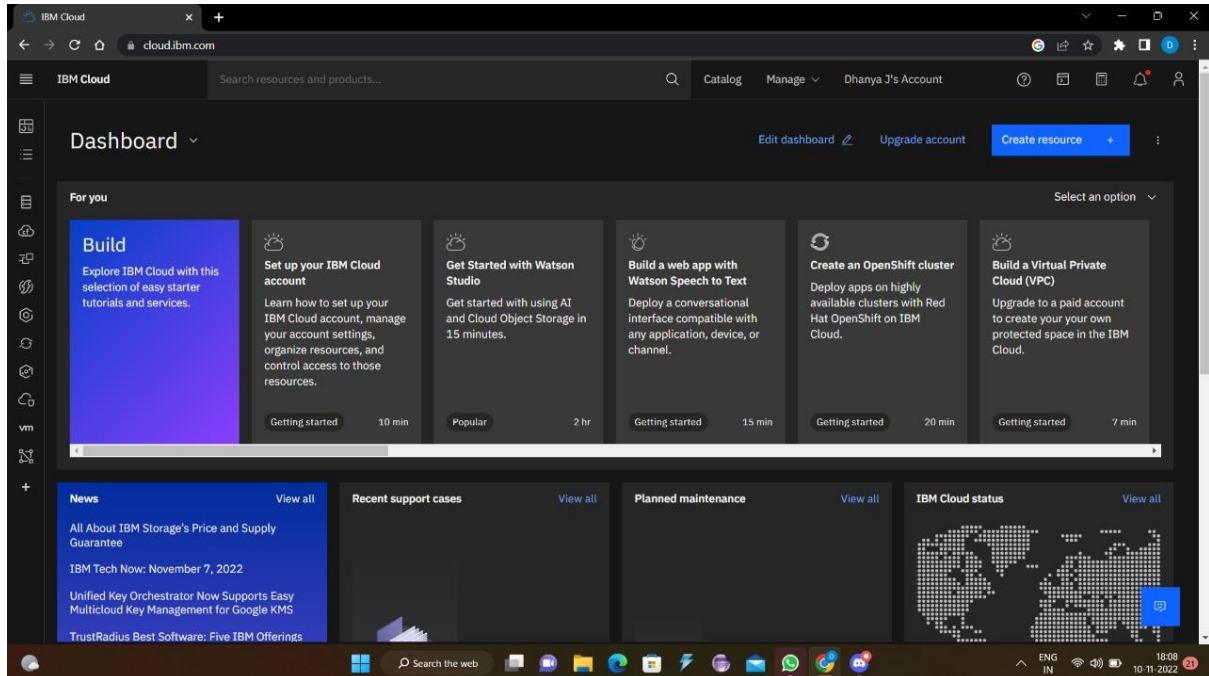 IBM Cloud
cloud.ibm.com
D
IBM Cloud
Search resources and products...
Catalog
Manage
Dhanya J's Account
Dashboard
Edit dashboard
Upgrade account
Create resource +
For you
Select an option
Build
Explore IBM Cloud with this
selection of easy starter
tutorials and services.
Set up your IBM Cloud
account
Learn how to set up your
IBM Cloud account, manage
your account settings,
organize resources, and
control access to those
resources.
Getting started
10 min
Get Started with Watson
Studio
Get started with using AI
and Cloud Object Storage in
15 minutes.
Popular
2 hr
Build a web app with
Watson Speech to Text
Deploy a conversational
interface compatible with
any application, device, or
channel.
Getting started
15 min
Create an OpenShift cluster
Deploy apps on highly
available clusters with Red
Hat OpenShift on IBM
Cloud.
Getting started
20 min
Build a Virtual Private
Cloud (VPC)
Upgrade to a paid account
to create your your own
protected space in the IBM
Cloud.
Getting started
7 min
vm
News
View all
All About IBM Storage's Price and Supply
Guarantee
IBM Tech Now: November 7, 2022
Unified Key Orchestrator Now Supports Easy
Multicloud Key Management for Google KMS
TrustRadius Best Software: Five IBM Offerings
Recent support cases
View all
Planned maintenance
View all
IBM Cloud status
View all
Search the web
ENG
IN
18:08
10-11-2022
21